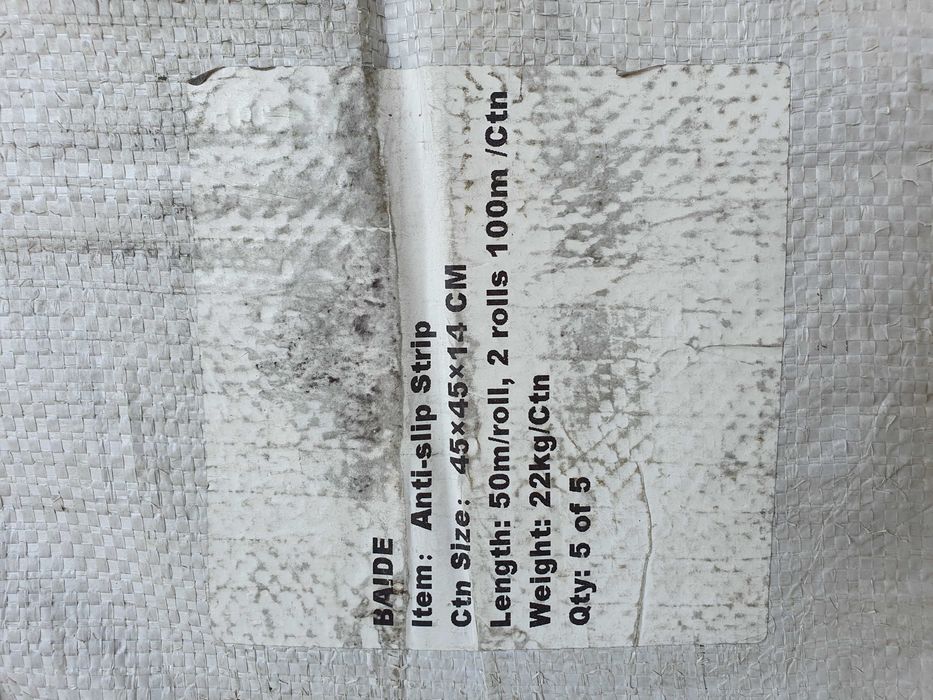 BAIDE
Item: Anti-slip Strip
Ctn Size: 45×45×14 CM
Length: 50m/roll, 2 rolls 100m /Ctn
Weight: 22kg/Ctn
Qty: 5 of 5